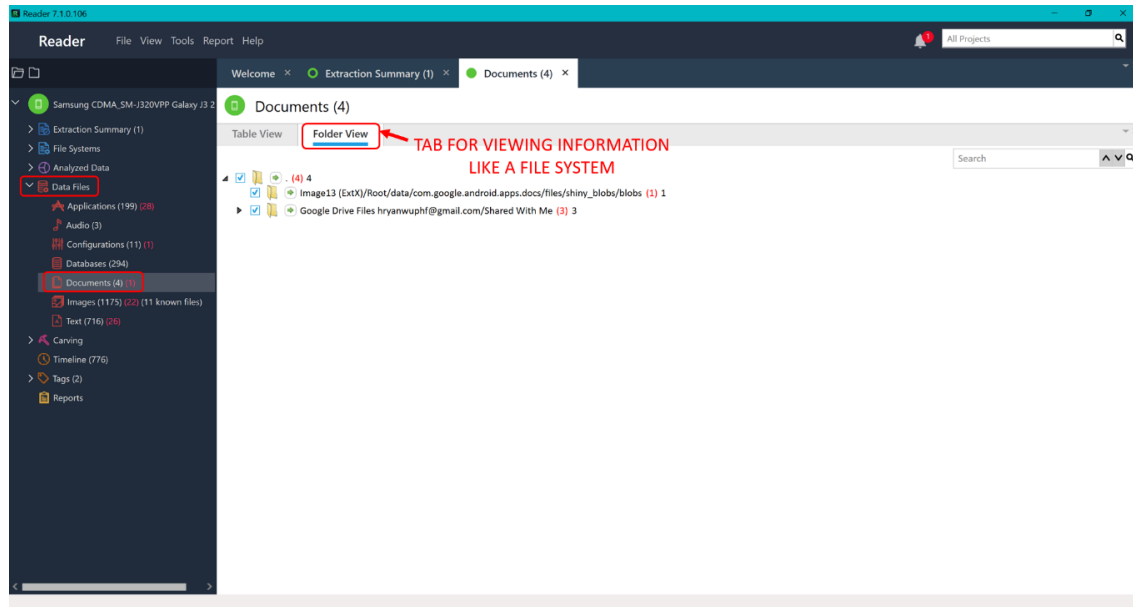 Reader 7.1.0.106
Reader File View Tools Report Help
1
All Projects
Welcome × Extraction Summary (1) × Documents (4) ×
Samsung CDMA_SM-J320VPP Galaxy J3 2
Extraction Summary (1)
File Systems
Analyzed Data
Data Files
Applications (199) (28)
Audio (3)
Configurations (11) (1)
Databases (294)
Documents (4) (1)
Images (1175) (22) (11 known files)
Text (716) (26)
Carving
Timeline (776)
Tags (2)
Reports
Documents (4)
Table View Folder View
TAB FOR VIEWING INFORMATION
LIKE A FILE SYSTEM
Search
. (4) 4
Image13 (ExtX)/Root/data/com.google.android.apps.docs/files/shiny_blobs/blobs (1) 1
Google Drive Files hryanwuphf@gmail.com/Shared With Me (3) 3